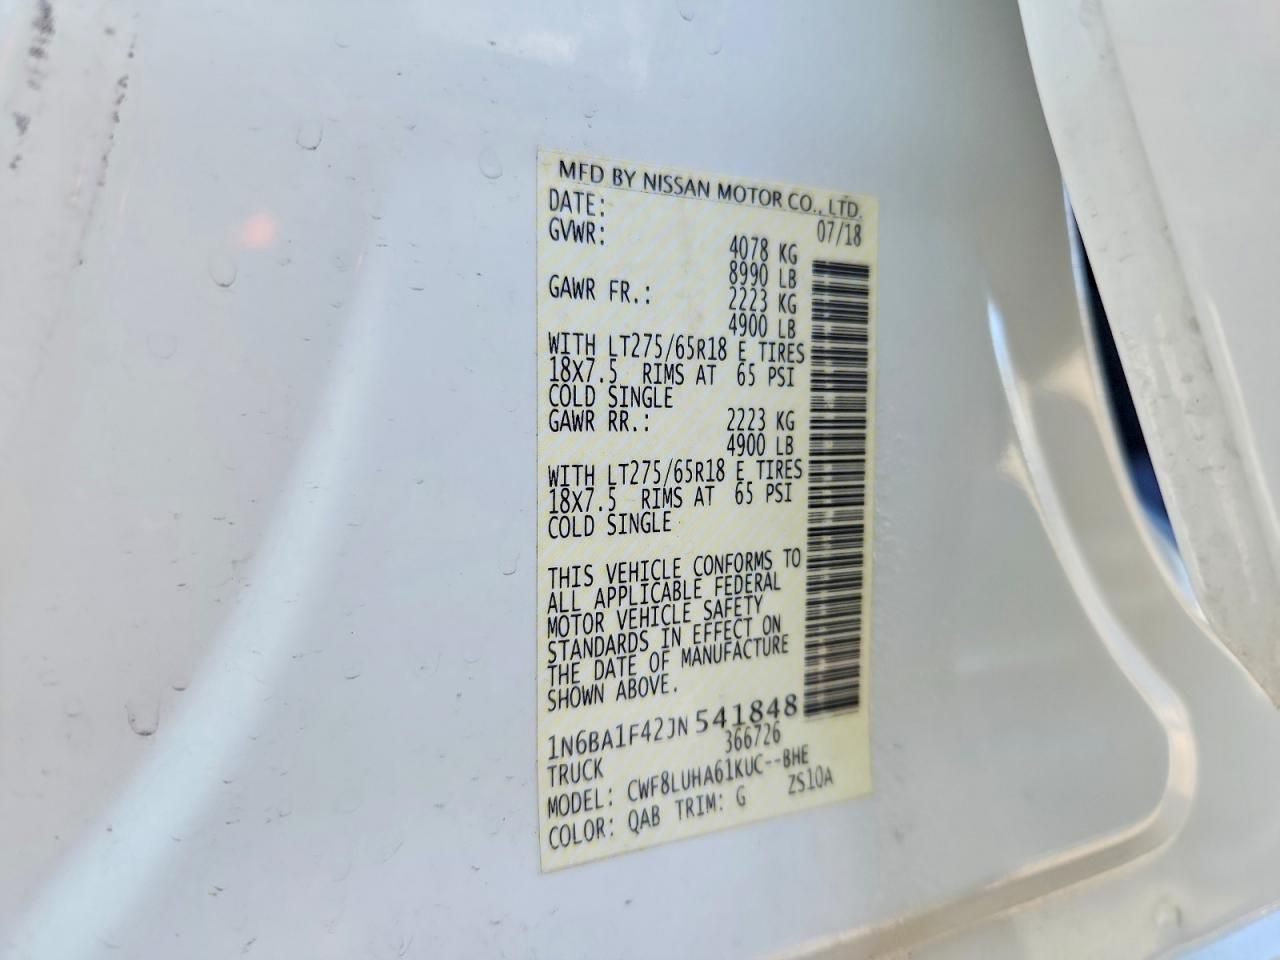 MFD BY NISSAN MOTOR CO., LTD.
DATE: 07/18
GVWR: 4078 KG
8990 LB
GAWR FR.: 2223 KG
4900 LB
WITH LT275/65R18 E TIRES
18X7.5 RIMS AT 65 PSI
COLD SINGLE
GAWR RR.: 2223 KG
4900 LB
WITH LT275/65R18 E TIRES
18X7.5 RIMS AT 65 PSI
COLD SINGLE
THIS VEHICLE CONFORMS TO
ALL APPLICABLE FEDERAL
MOTOR VEHICLE SAFETY
STANDARDS IN EFFECT ON
THE DATE OF MANUFACTURE
SHOWN ABOVE.
1N6BA1F42JN541848
TRUCK 366726
MODEL: CWF8LUHA61KUC--BHE
COLOR: QAB TRIM: G ZS10A